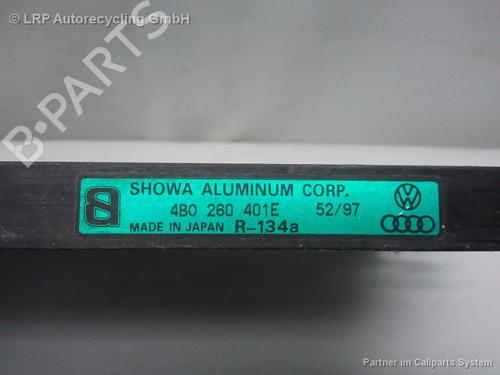 © LRP Autorecycling GmbH
SHOWA ALUMINUM CORP.
4B0 260 401E 52/97
MADE IN JAPAN R-134a
Partner im Callparts System